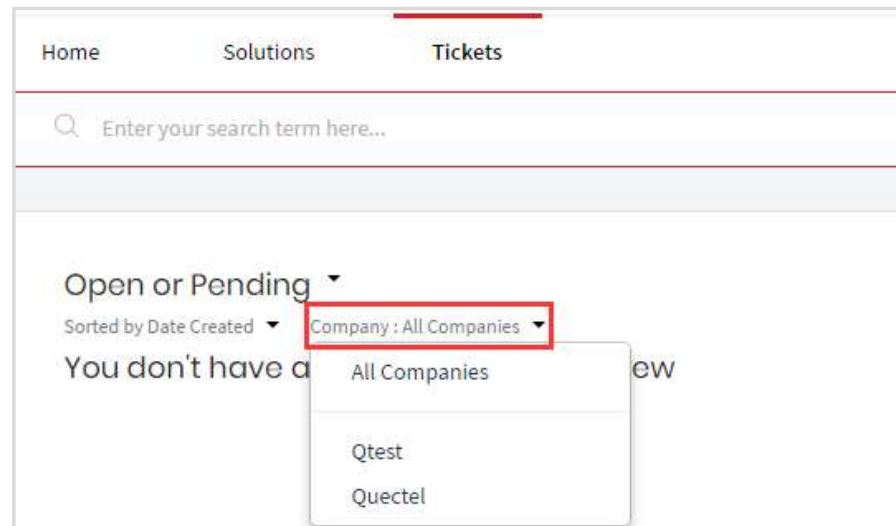 Home Solutions Tickets
Enter your search term here...
Open or Pending
Sorted by Date Created Company : All Companies
You don't have a ew
All Companies
Qtest
Quectel